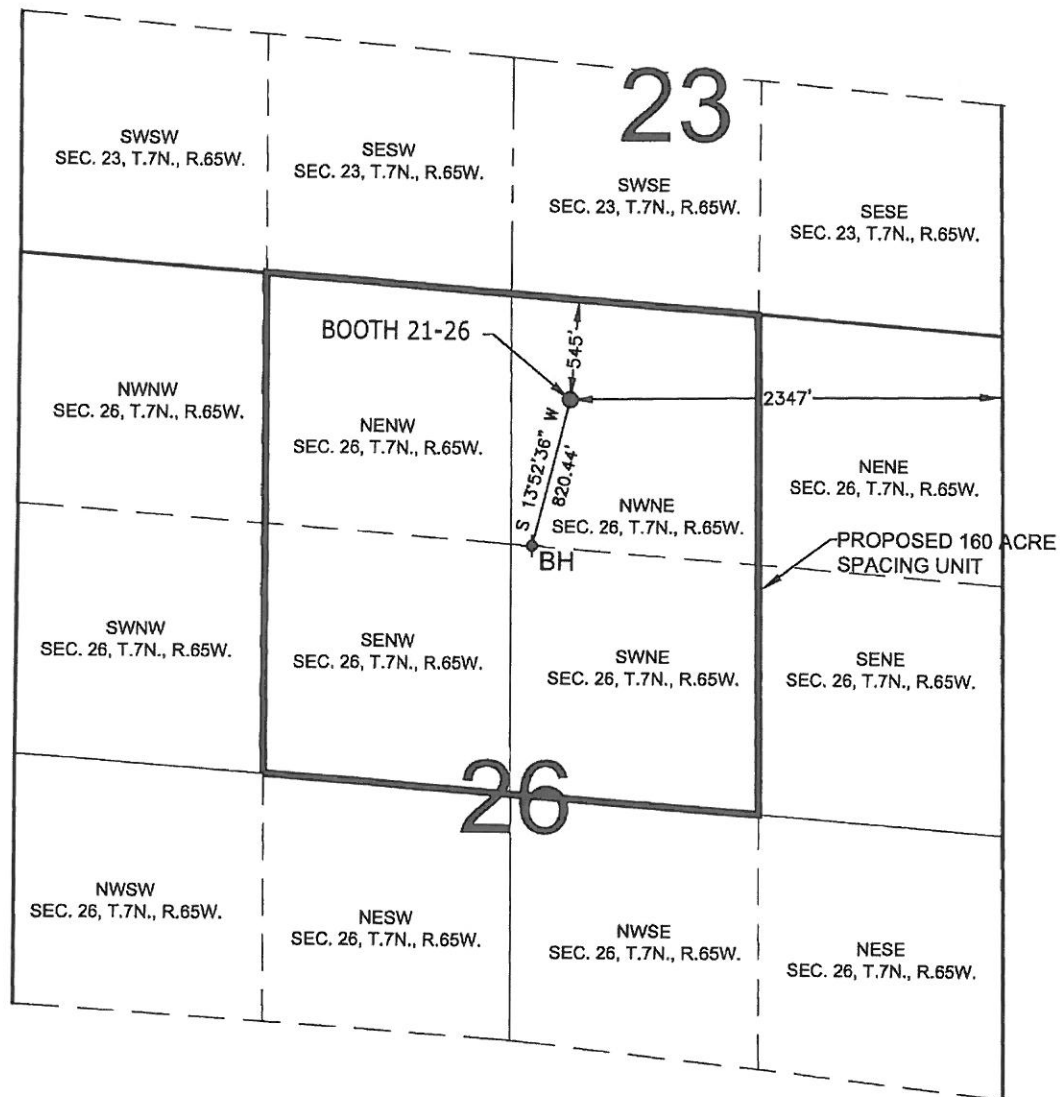 23
SWSW
SEC. 23, T.7N., R.65W.
SESW
SEC. 23, T.7N., R.65W.
SWSE
SEC. 23, T.7N., R.65W.
SESE
SEC. 23, T.7N., R.65W.
BOOTH 21-26
545'
2347'
NWNW
SEC. 26, T.7N., R.65W.
NENW
SEC. 26, T.7N., R.65W.
S 13°52'36" W
820.44'
NWNE
SEC. 26, T.7N., R.65W.
NENE
SEC. 26, T.7N., R.65W.
PROPOSED 160 ACRE
SPACING UNIT
BH
SWNW
SEC. 26, T.7N., R.65W.
SENW
SEC. 26, T.7N., R.65W.
SWNE
SEC. 26, T.7N., R.65W.
SENE
SEC. 26, T.7N., R.65W.
26
NWSW
SEC. 26, T.7N., R.65W.
NESW
SEC. 26, T.7N., R.65W.
NWSE
SEC. 26, T.7N., R.65W.
NESE
SEC. 26, T.7N., R.65W.